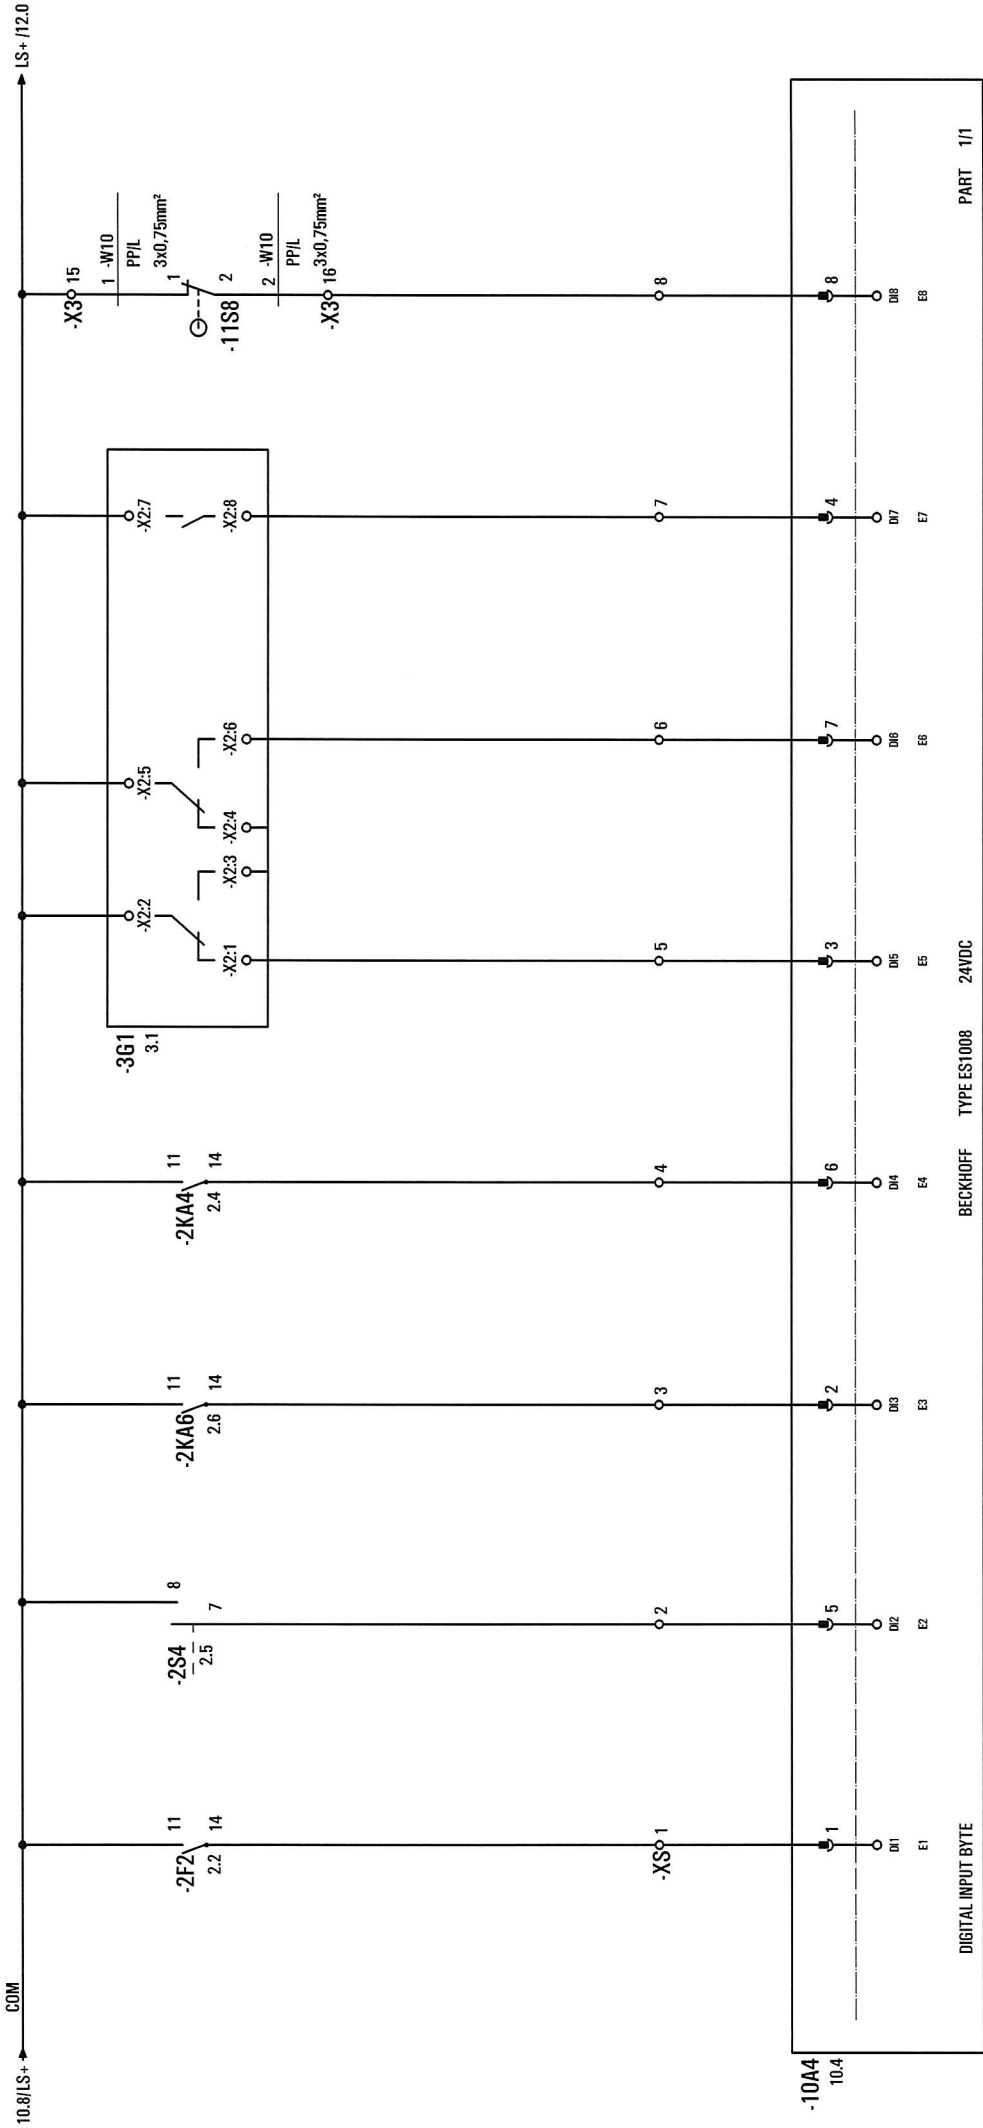 10.8/LS+
COM
LS+ /12.0
-2F2
2.2
11
14
-XS
1
1
DI1
E1
-2S4
2.5
8
7
2
5
DI2
E2
-2KA6
2.6
11
14
3
2
DI3
E3
-2KA4
2.4
11
14
4
6
DI4
E4
-3G1
3.1
-X2:2
-X2:1
-X2:3
5
3
DI5
E5
-X2:5
-X2:4
-X2:6
6
7
DI6
E6
-X2:7
-X2:8
7
4
DI7
E7
-X3
15
1 -W10
PP/L
3x0,75mm²
-11S8
1
2
2 -W10
PP/L
3x0,75mm²
-X3
16
8
8
DI8
E8
-10A4
10.4
DIGITAL INPUT BYTE
BECKHOFF TYPE ES1008 24VDC
PART 1/1